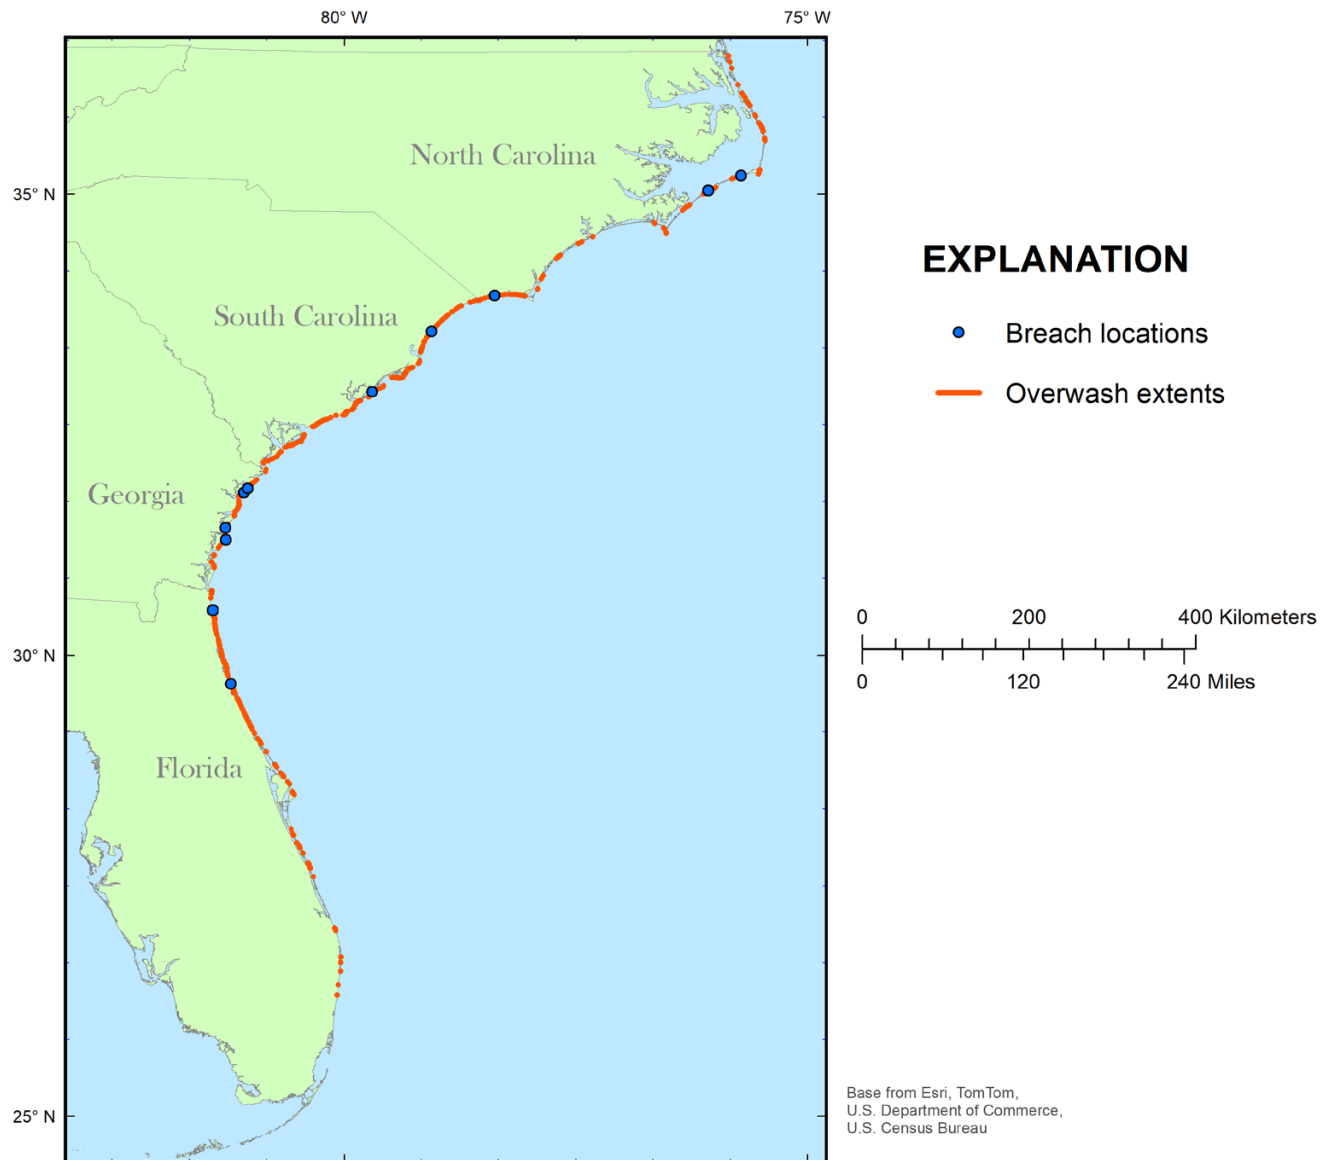 80° W 75° W
North Carolina
35° N
EXPLANATION
South Carolina
Breach locations
Overwash extents
Georgia
0 200 400 Kilometers
30° N
0 120 240 Miles
Florida
25° N
Base from Esri, TomTom,
U.S. Department of Commerce,
U.S. Census Bureau